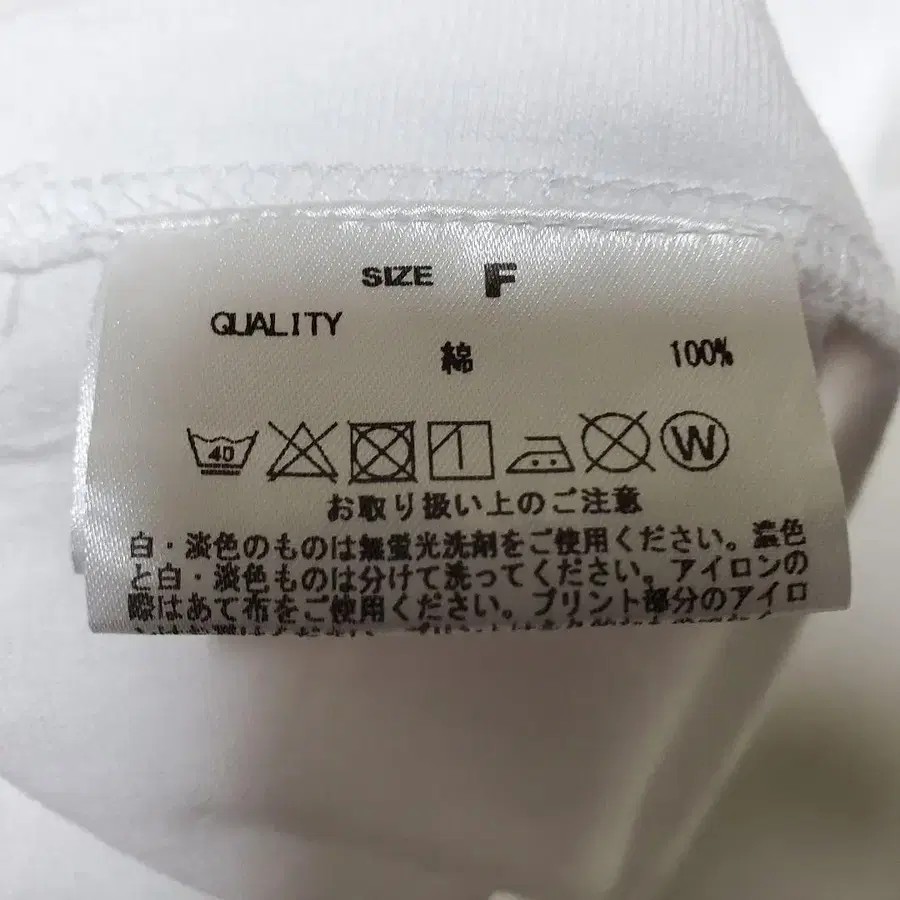 SIZE F
QUALITY
綿 100%
40
W
お取り扱い上のご注意
白・淡色のものは無蛍光洗剤をご使用ください。濃色
と白・淡色ものは分けて洗ってください。アイロンの
際はあて布をご使用ください。プリント部分のアイロ